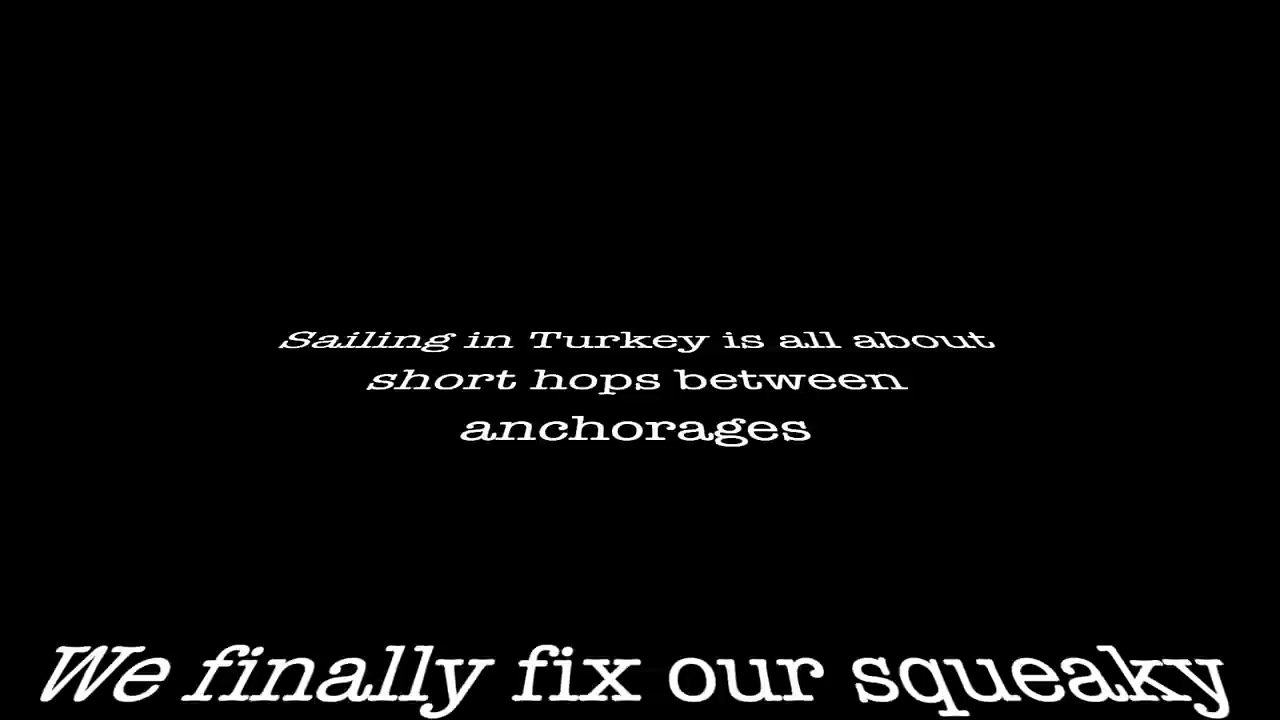 Sailing in Turkey is all about
short hops between
anchorages
We finally fix our squeaky